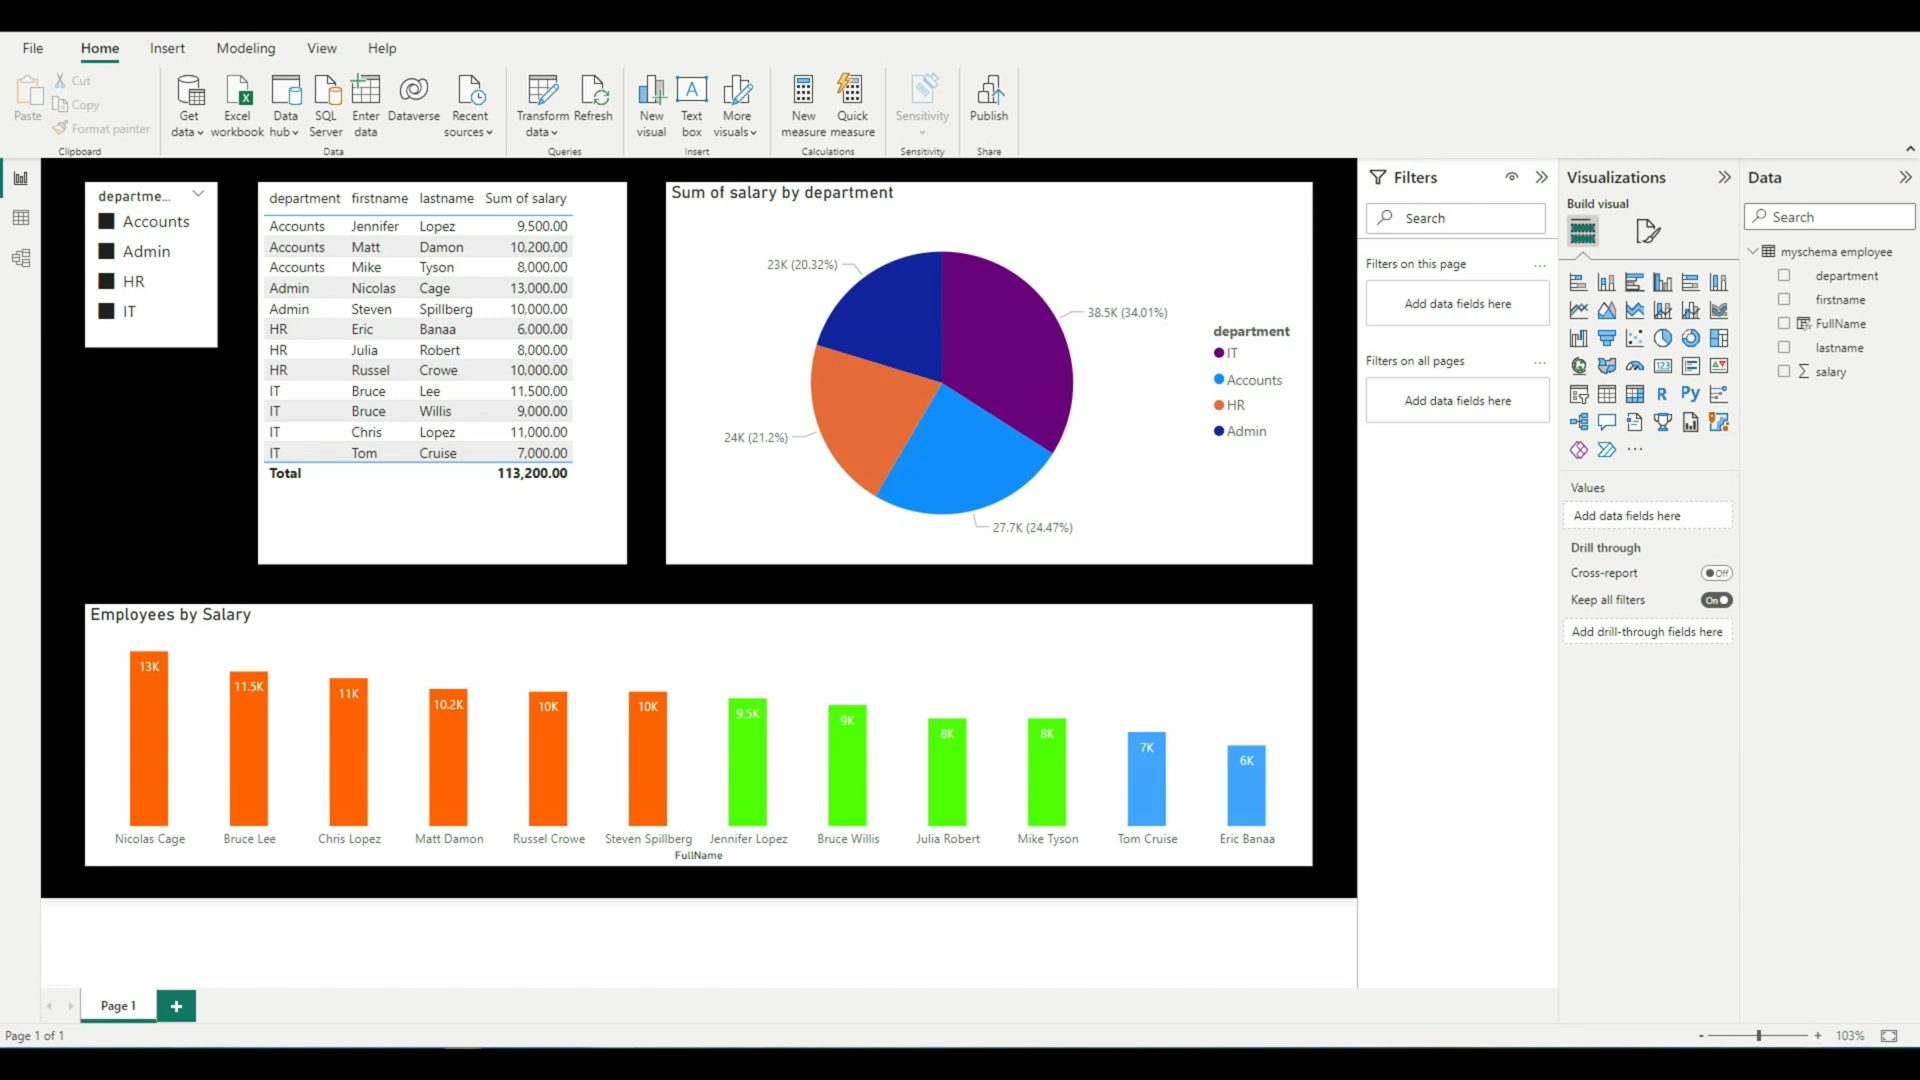 File Home Insert Modeling View Help
Paste
Cut
Copy
Format painter
Clipboard
Get data
Excel workbook
Data hub
SQL Server
Enter data
Dataverse
Recent sources
Data
Transform data
Refresh
Queries
New visual
Text box
More visuals
Insert
New measure
Quick measure
Calculations
Sensitivity
Sensitivity
Publish
Share
departme...
Accounts
Admin
HR
IT
department firstname lastname Sum of salary
Accounts Jennifer Lopez 9,500.00
Accounts Matt Damon 10,200.00
Accounts Mike Tyson 8,000.00
Admin Nicolas Cage 13,000.00
Admin Steven Spillberg 10,000.00
HR Eric Banaa 6,000.00
HR Julia Robert 8,000.00
HR Russel Crowe 10,000.00
IT Bruce Lee 11,500.00
IT Bruce Willis 9,000.00
IT Chris Lopez 11,000.00
IT Tom Cruise 7,000.00
Total 113,200.00
Sum of salary by department
23K (20.32%)
38.5K (34.01%)
24K (21.2%)
27.7K (24.47%)
department
IT
Accounts
HR
Admin
Employees by Salary
13K 11.5K 11K 10.2K 10K 10K 9.5K 9K 8K 8K 7K 6K
Nicolas Cage Bruce Lee Chris Lopez Matt Damon Russel Crowe Steven Spillberg Jennifer Lopez Bruce Willis Julia Robert Mike Tyson Tom Cruise Eric Banaa
FullName
Filters
Search
Filters on this page ...
Add data fields here
Filters on all pages ...
Add data fields here
Visualizations
Build visual
123
R Py
...
Values
Add data fields here
Drill through
Cross-report Off
Keep all filters On
Add drill-through fields here
Data
Search
myschema employee
department
firstname
FullName
lastname
∑ salary
Page 1 +
Page 1 of 1
- + 103%